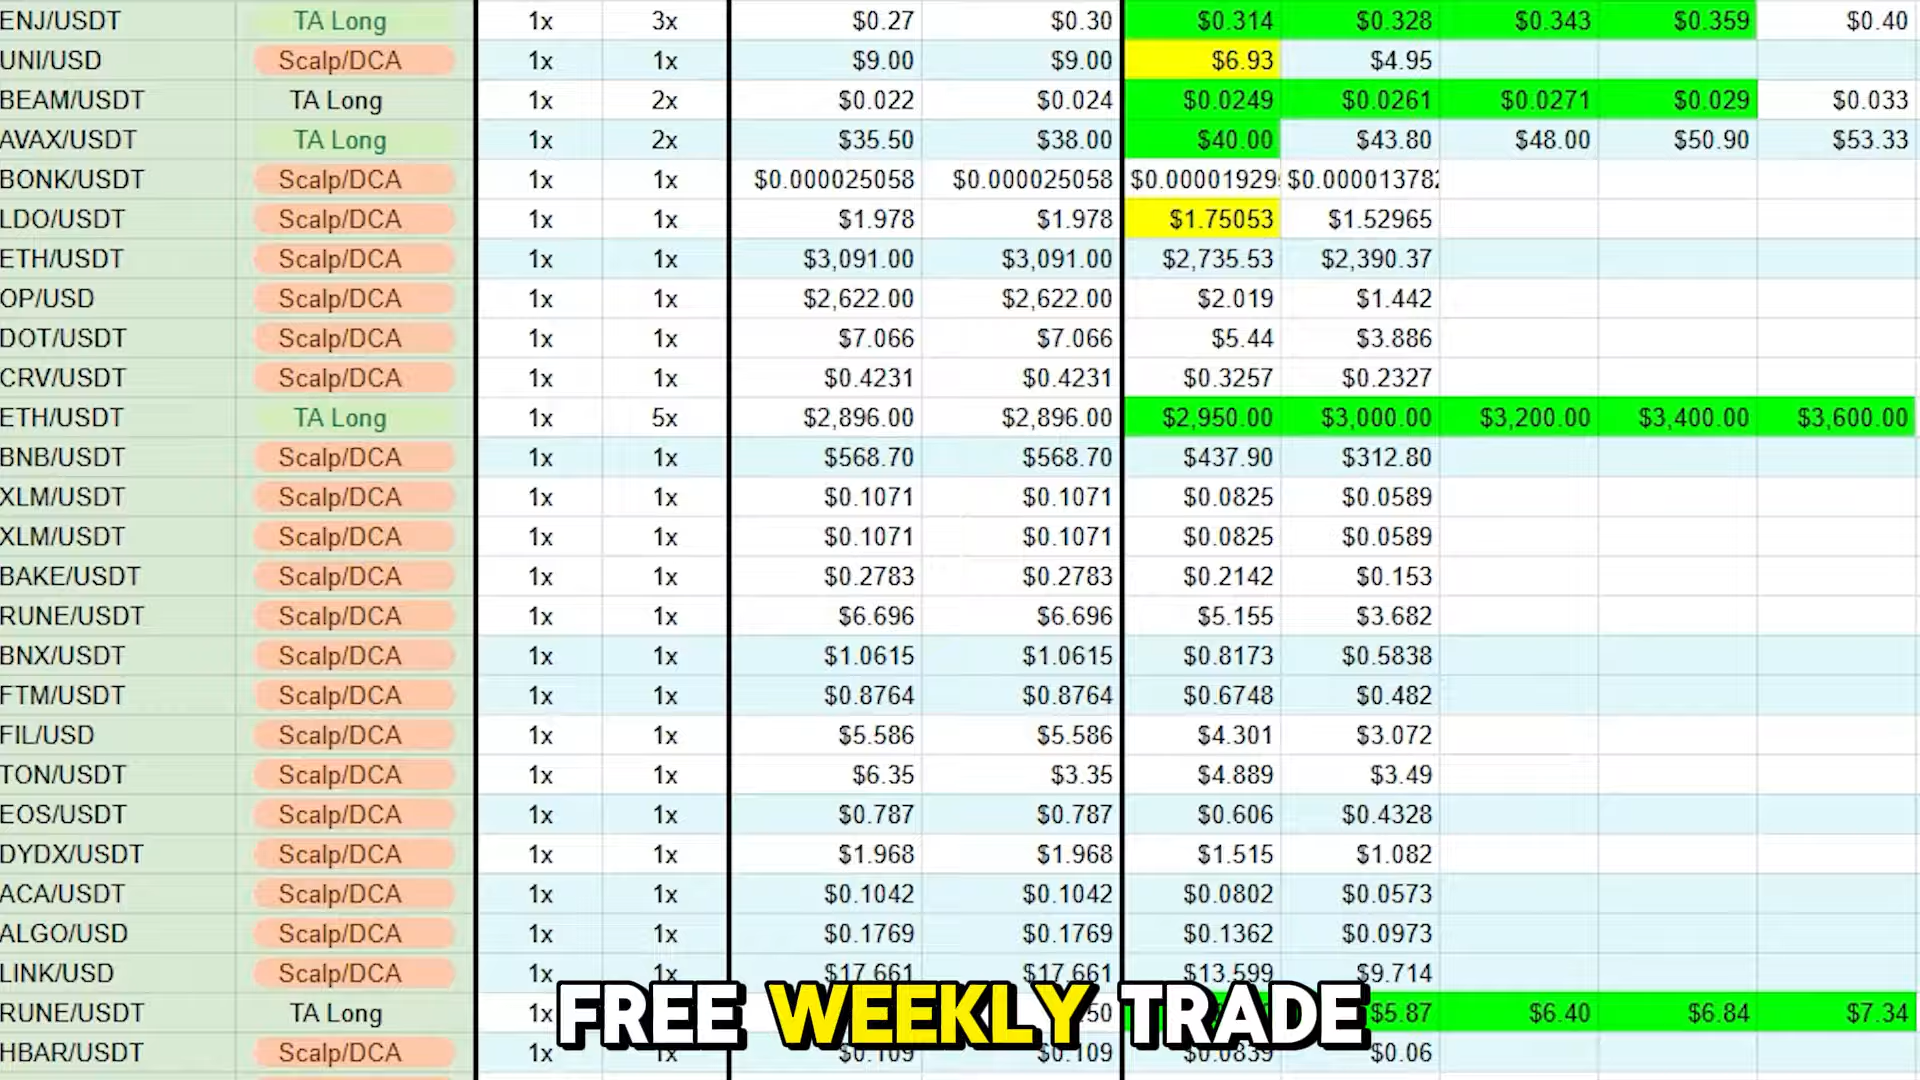 ENJ/USDT TA Long 1x 3x $0.27 $0.30 $0.314 $0.328 $0.343 $0.359 $0.40
UNI/USD Scalp/DCA 1x 1x $9.00 $9.00 $6.93 $4.95
BEAM/USDT TA Long 1x 2x $0.022 $0.024 $0.0249 $0.0261 $0.0271 $0.029 $0.033
AVAX/USDT TA Long 1x 2x $35.50 $38.00 $40.00 $43.80 $48.00 $50.90 $53.33
BONK/USDT Scalp/DCA 1x 1x $0.000025058 $0.000025058 $0.00001929 $0.00001378
LDO/USDT Scalp/DCA 1x 1x $1.978 $1.978 $1.75053 $1.52965
ETH/USDT Scalp/DCA 1x 1x $3,091.00 $3,091.00 $2,735.53 $2,390.37
OP/USD Scalp/DCA 1x 1x $2,622.00 $2,622.00 $2.019 $1.442
DOT/USDT Scalp/DCA 1x 1x $7.066 $7.066 $5.44 $3.886
CRV/USDT Scalp/DCA 1x 1x $0.4231 $0.4231 $0.3257 $0.2327
ETH/USDT TA Long 1x 5x $2,896.00 $2,896.00 $2,950.00 $3,000.00 $3,200.00 $3,400.00 $3,600.00
BNB/USDT Scalp/DCA 1x 1x $568.70 $568.70 $437.90 $312.80
XLM/USDT Scalp/DCA 1x 1x $0.1071 $0.1071 $0.0825 $0.0589
XLM/USDT Scalp/DCA 1x 1x $0.1071 $0.1071 $0.0825 $0.0589
BAKE/USDT Scalp/DCA 1x 1x $0.2783 $0.2783 $0.2142 $0.153
RUNE/USDT Scalp/DCA 1x 1x $6.696 $6.696 $5.155 $3.682
BNX/USDT Scalp/DCA 1x 1x $1.0615 $1.0615 $0.8173 $0.5838
FTM/USDT Scalp/DCA 1x 1x $0.8764 $0.8764 $0.6748 $0.482
FIL/USD Scalp/DCA 1x 1x $5.586 $5.586 $4.301 $3.072
TON/USDT Scalp/DCA 1x 1x $6.35 $3.35 $4.889 $3.49
EOS/USDT Scalp/DCA 1x 1x $0.787 $0.787 $0.606 $0.4328
DYDX/USDT Scalp/DCA 1x 1x $1.968 $1.968 $1.515 $1.082
ACA/USDT Scalp/DCA 1x 1x $0.1042 $0.1042 $0.0802 $0.0573
ALGO/USD Scalp/DCA 1x 1x $0.1769 $0.1769 $0.1362 $0.0973
LINK/USD Scalp/DCA 1x 1x $17.661 $17.661 $13.599 $9.714
RUNE/USDT TA Long 1x $5.87 $6.40 $6.84 $7.34
FREE WEEKLY TRADE
HBAR/USDT Scalp/DCA 1x 1x $0.109 $0.109 $0.0839 $0.06